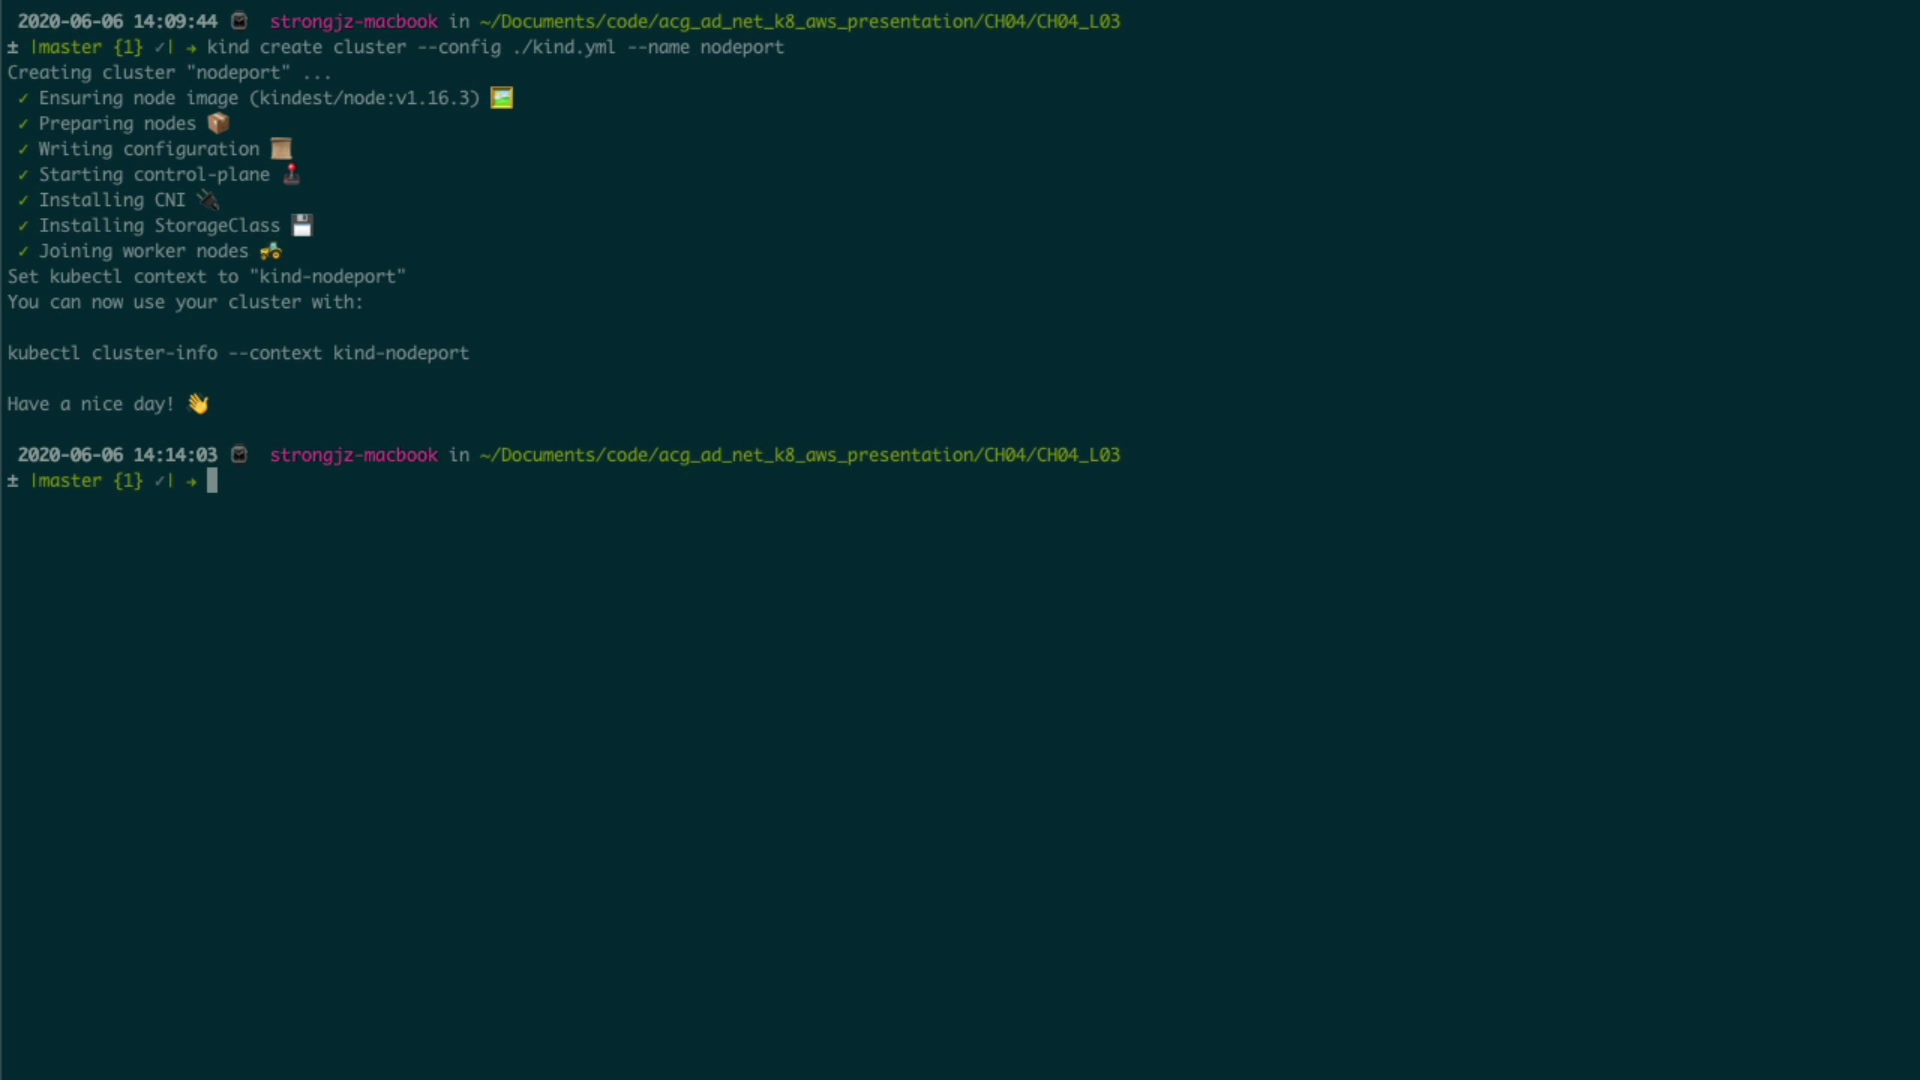 2020-06-06 14:09:44 strongjz-macbook in ~/Documents/code/acg_ad_net_k8_aws_presentation/CH04/CH04_L03
± |master {1} ✓| → kind create cluster --config ./kind.yml --name nodeport
Creating cluster "nodeport" ...
✓ Ensuring node image (kindest/node:v1.16.3) 🖼
✓ Preparing nodes 📦
✓ Writing configuration 📜
✓ Starting control-plane 🕹
✓ Installing CNI 🔌
✓ Installing StorageClass 💾
✓ Joining worker nodes 🚜
Set kubectl context to "kind-nodeport"
You can now use your cluster with:
kubectl cluster-info --context kind-nodeport
Have a nice day! 👋
2020-06-06 14:14:03 strongjz-macbook in ~/Documents/code/acg_ad_net_k8_aws_presentation/CH04/CH04_L03
± |master {1} ✓| →